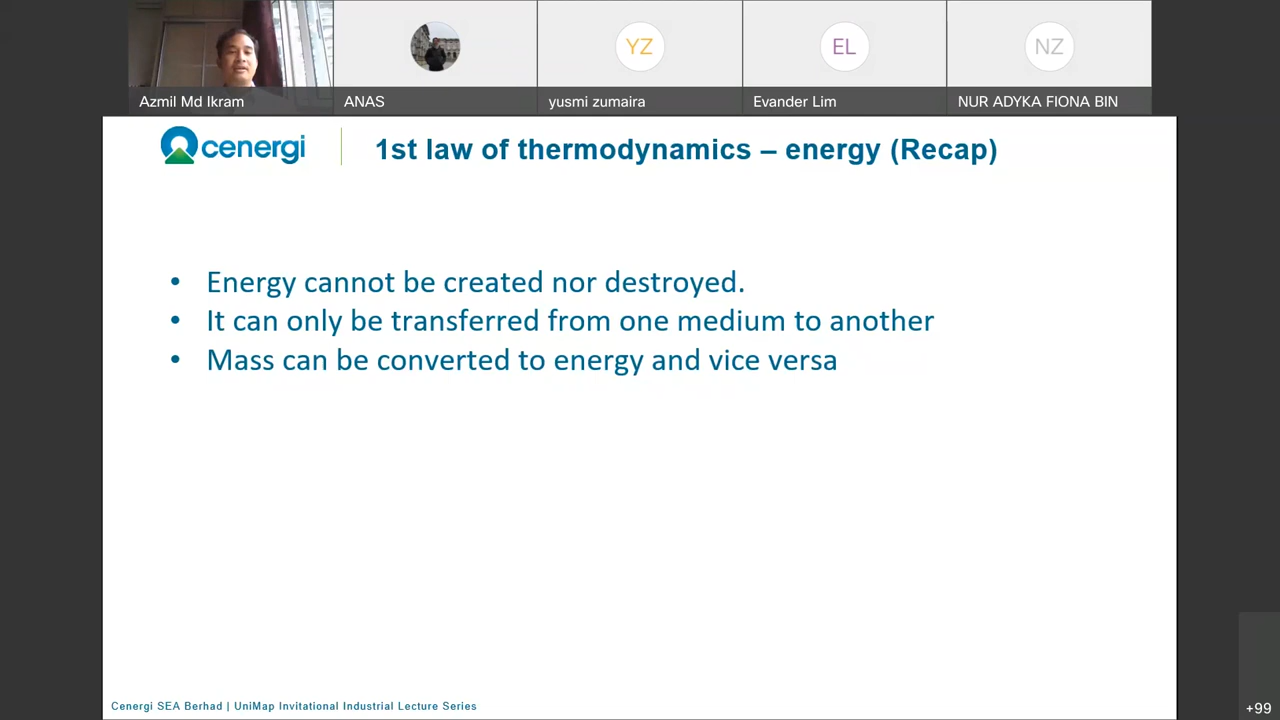 YZ
EL
NZ
Azmil Md Ikram
ANAS
yusmi zumaira
Evander Lim
NUR ADYKA FIONA BIN
cenergi
1st law of thermodynamics – energy (Recap)
• Energy cannot be created nor destroyed.
• It can only be transferred from one medium to another
• Mass can be converted to energy and vice versa
Cenergi SEA Berhad | UniMap Invitational Industrial Lecture Series
+99